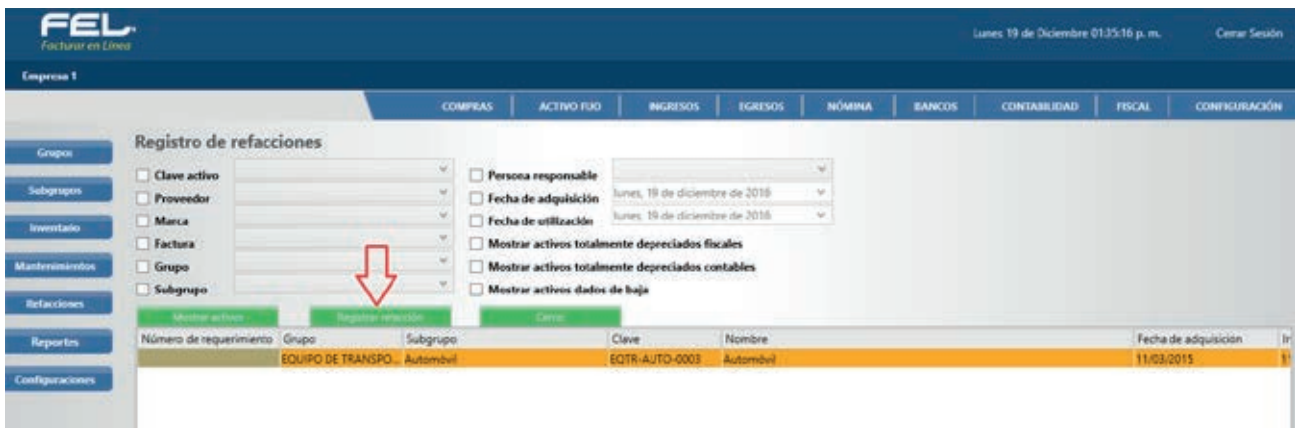 FEL
Facturar en Línea
Lunes 19 de Diciembre 01:35:16 p. m.
Cerrar Sesión
Empresa 1
COMPRAS
ACTIVO FIJO
INGRESOS
EGRESOS
NÓMINA
BANCOS
CONTABILIDAD
FISCAL
CONFIGURACIÓN
Grupos
Subgrupos
Inventario
Mantenimientos
Refacciones
Reportes
Configuraciones
Registro de refacciones
Clave activo
Proveedor
Marca
Factura
Grupo
Subgrupo
Persona responsable
Fecha de adquisición lunes, 19 de diciembre de 2016
Fecha de utilización lunes, 19 de diciembre de 2016
Mostrar activos totalmente depreciados fiscales
Mostrar activos totalmente depreciados contables
Mostrar activos dados de baja
Mostrar activos
Registrar refacción
Cerrar
Número de requerimiento Grupo Subgrupo Clave Nombre Fecha de adquisición
EQUIPO DE TRANSPO... Automóvil EQTR-AUTO-0003 Automóvil 11/03/2015